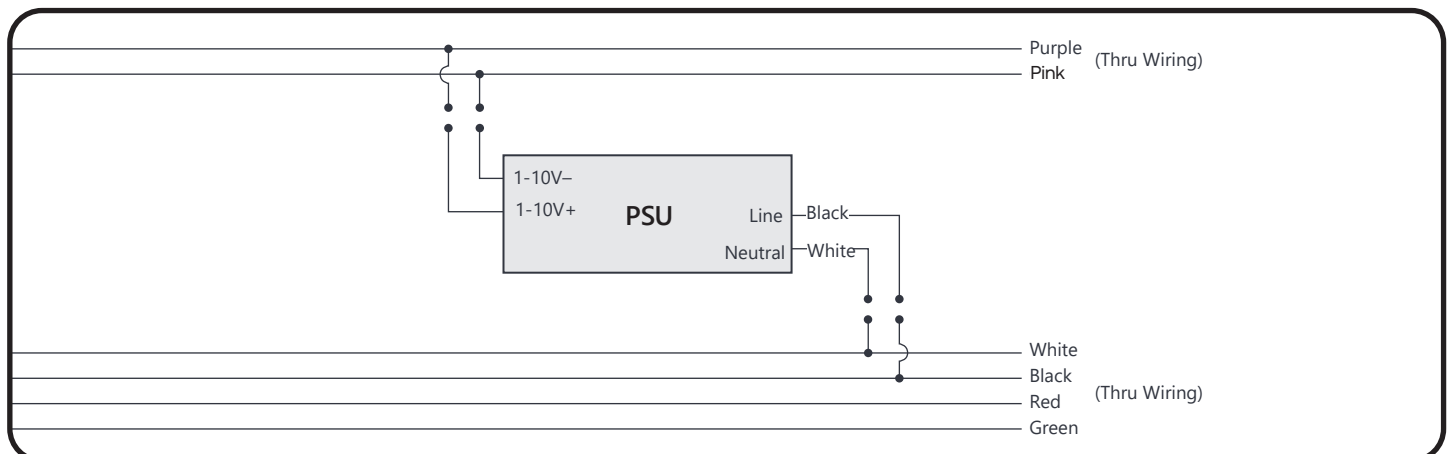 Purple
(Thru Wiring)
Pink
1-10V–
1-10V+
PSU
Line
Black
Neutral
White
White
Black
(Thru Wiring)
Red
Green